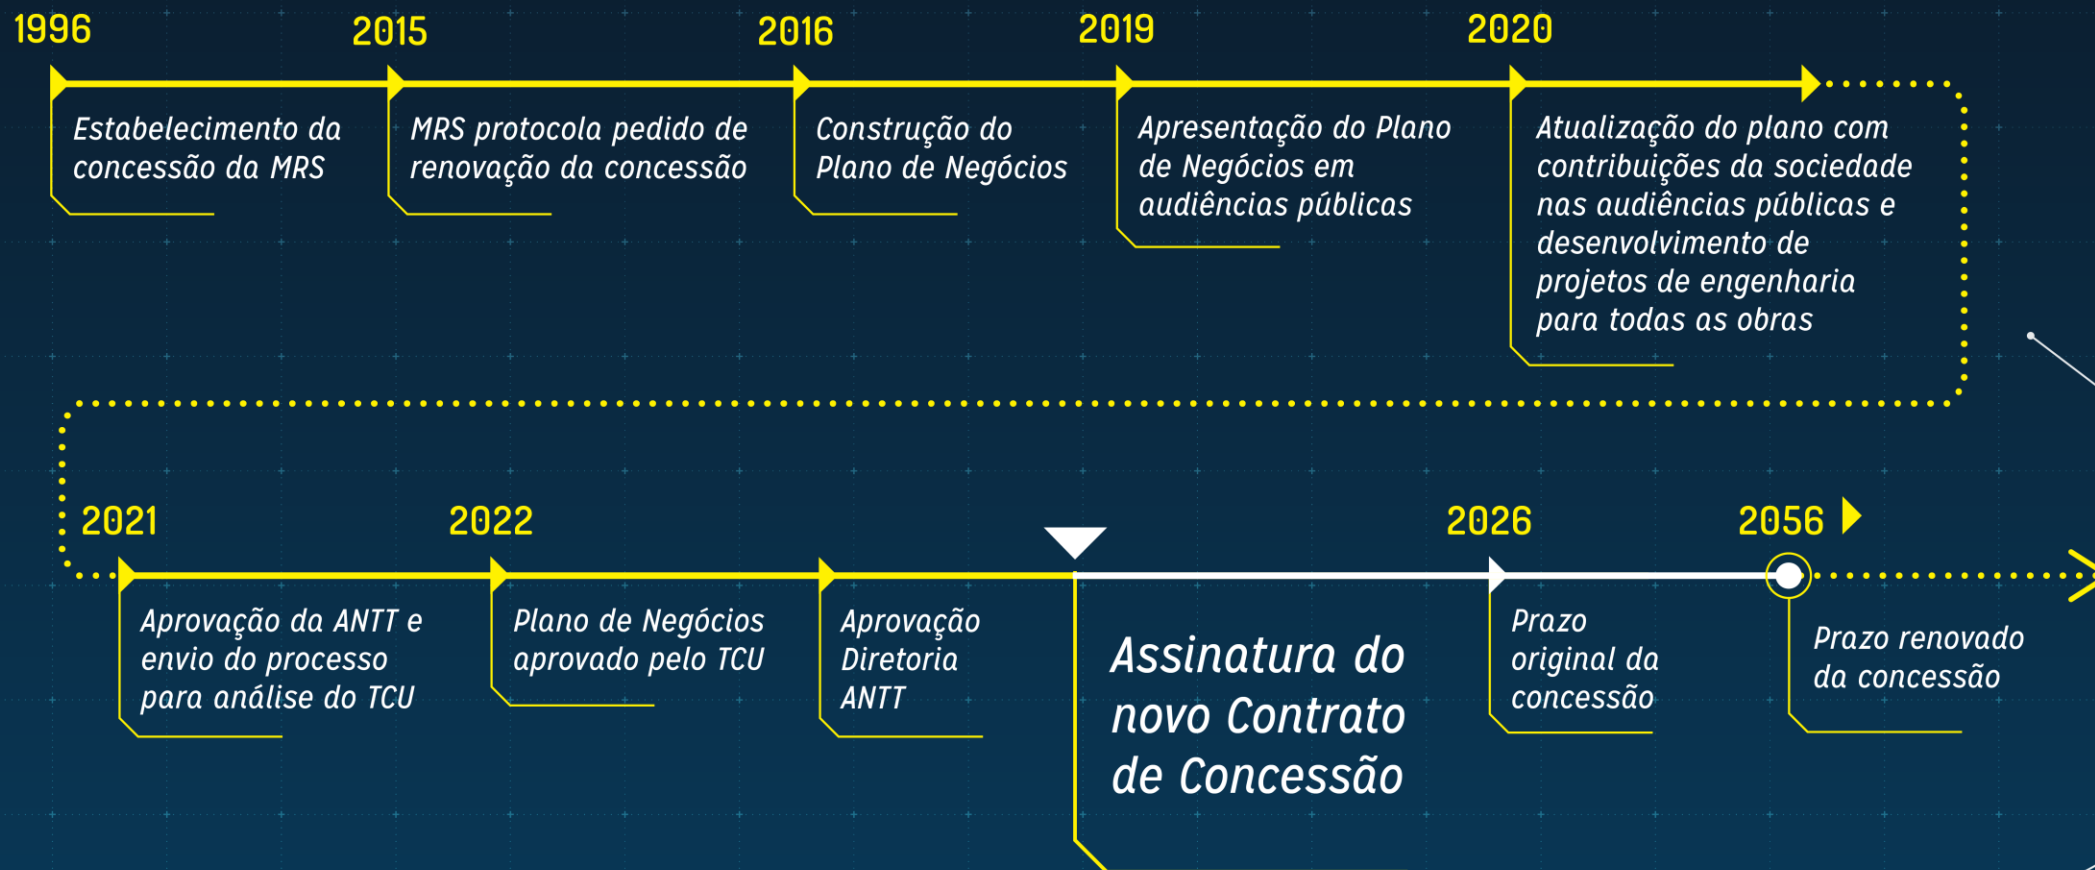 1996
Estabelecimento da
concessão da MRS
2015
MRS protocola pedido de
renovação da concessão
2016
Construção do
Plano de Negócios
2019
Apresentação do Plano
de Negócios em
audiências públicas
2020
Atualização do plano com
contribuições da sociedade
nas audiências públicas e
desenvolvimento de
projetos de engenharia
para todas as obras
2021
Aprovação da ANTT e
envio do processo
para análise do TCU
2022
Plano de Negócios
aprovado pelo TCU
Aprovação
Diretoria
ANTT
Assinatura do
novo Contrato
de Concessão
2026
Prazo
original da
concessão
2056
Prazo renovado
da concessão